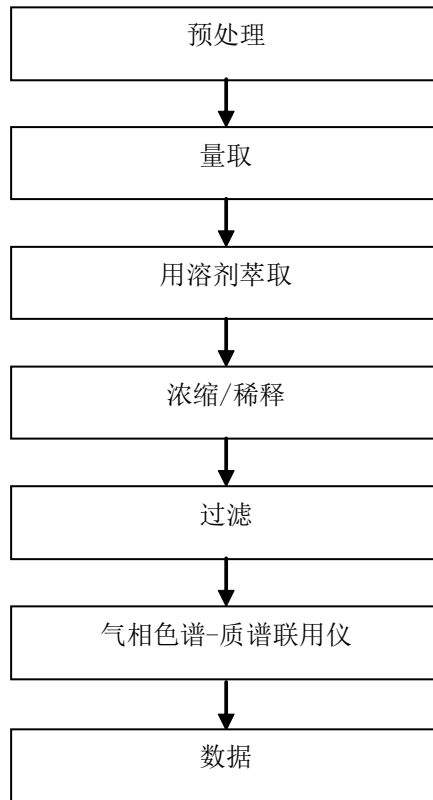 预处理
量取
用溶剂萃取
浓缩/稀释
过滤
气相色谱-质谱联用仪
数据